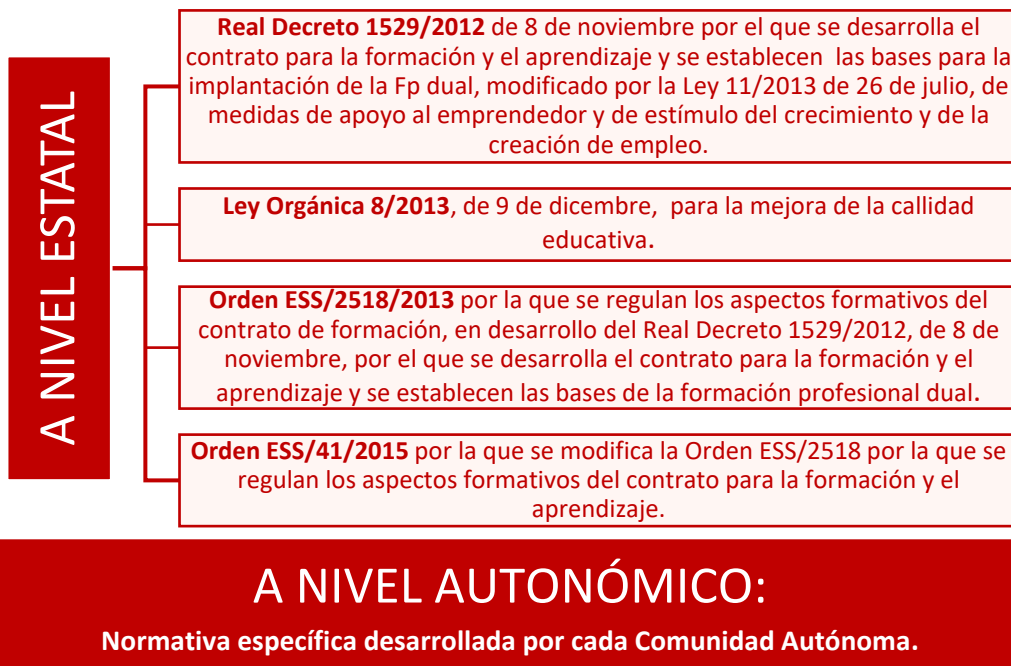 A NIVEL ESTATAL
Real Decreto 1529/2012 de 8 de noviembre por el que se desarrolla el
contrato para la formación y el aprendizaje y se establecen las bases para la
implantación de la Fp dual, modificado por la Ley 11/2013 de 26 de julio, de
medidas de apoyo al emprendedor y de estímulo del crecimiento y de la
creación de empleo.
Ley Orgánica 8/2013, de 9 de dicembre, para la mejora de la callidad
educativa.
Orden ESS/2518/2013 por la que se regulan los aspectos formativos del
contrato de formación, en desarrollo del Real Decreto 1529/2012, de 8 de
noviembre, por el que se desarrolla el contrato para la formación y el
aprendizaje y se establecen las bases de la formación profesional dual.
Orden ESS/41/2015 por la que se modifica la Orden ESS/2518 por la que se
regulan los aspectos formativos del contrato para la formación y el
aprendizaje.
A NIVEL AUTONÓMICO:
Normativa específica desarrollada por cada Comunidad Autónoma.